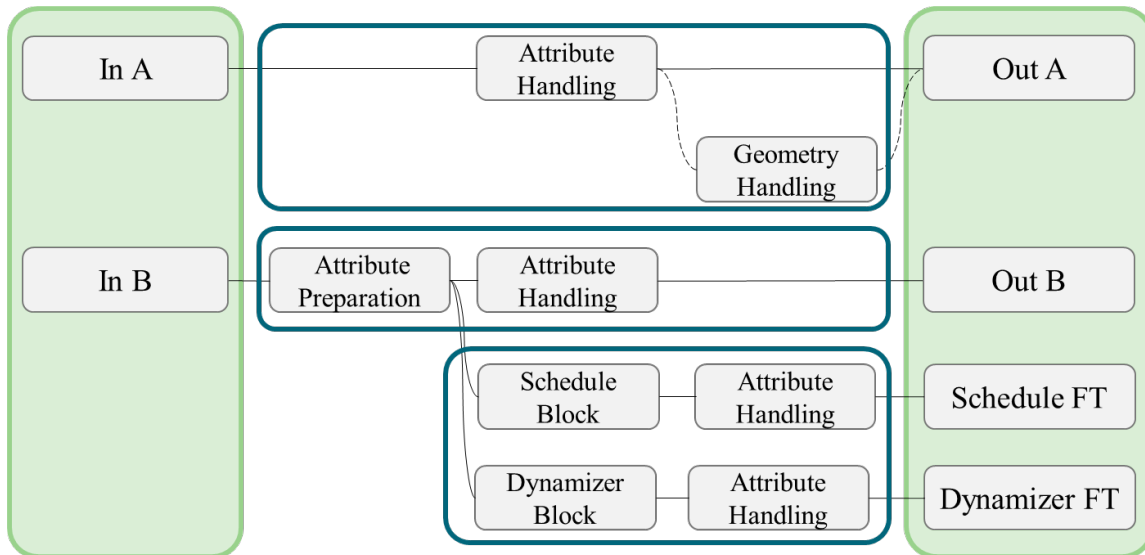 In A
Attribute
Handling
Out A
Geometry
Handling
In B
Attribute
Preparation
Attribute
Handling
Out B
Schedule
Block
Attribute
Handling
Schedule FT
Dynamizer
Block
Attribute
Handling
Dynamizer FT